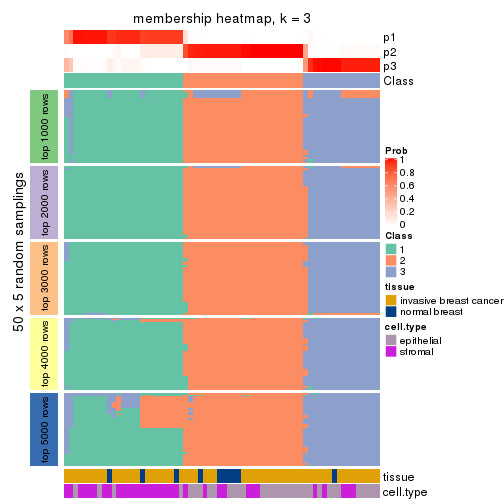 membership heatmap, k = 3
p1
p2
p3
Class
50 x 5 random samplings
top 1000 rows
top 2000 rows
top 3000 rows
top 4000 rows
top 5000 rows
Prob
1
0.8
0.6
0.4
0.2
0
Class
1
2
3
tissue
invasive breast cancer
normal breast
cell.type
epithelial
stromal
tissue
cell.type